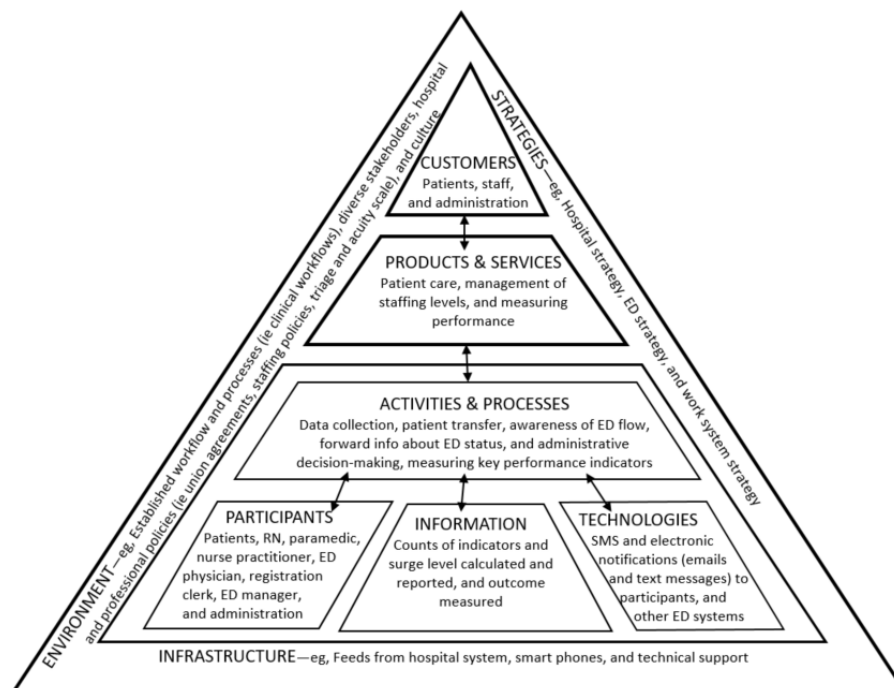 ENVIRONMENT—eg, Established workflow and processes (ie clinical workflows), diverse stakeholders, hospital
and professional policies (ie union agreements, staffing policies, triage and acuity scale), and culture
STRATEGIES—eg, Hospital strategy, ED strategy, and work system strategy
CUSTOMERS
Patients, staff,
and administration
PRODUCTS & SERVICES
Patient care, management of
staffing levels, and measuring
performance
ACTIVITIES & PROCESSES
Data collection, patient transfer, awareness of ED flow,
forward info about ED status, and administrative
decision-making, measuring key performance indicators
PARTICIPANTS
Patients, RN, paramedic,
nurse practitioner, ED
physician, registration
clerk, ED manager,
and administration
INFORMATION
Counts of indicators and
surge level calculated and
reported, and outcome
measured
TECHNOLOGIES
SMS and electronic
notifications (emails
and text messages) to
participants, and
other ED systems
INFRASTRUCTURE—eg, Feeds from hospital system, smart phones, and technical support